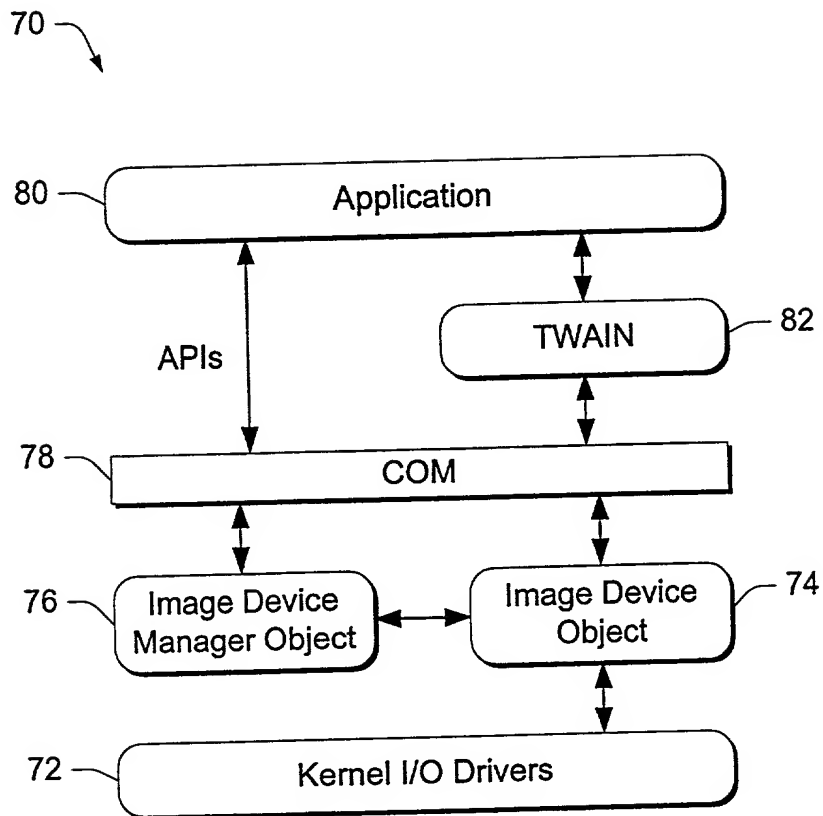 70
80
Application
TWAIN
82
APIs
78
COM
76
Image Device
Manager Object
Image Device
Object
74
72
Kernel I/O Drivers